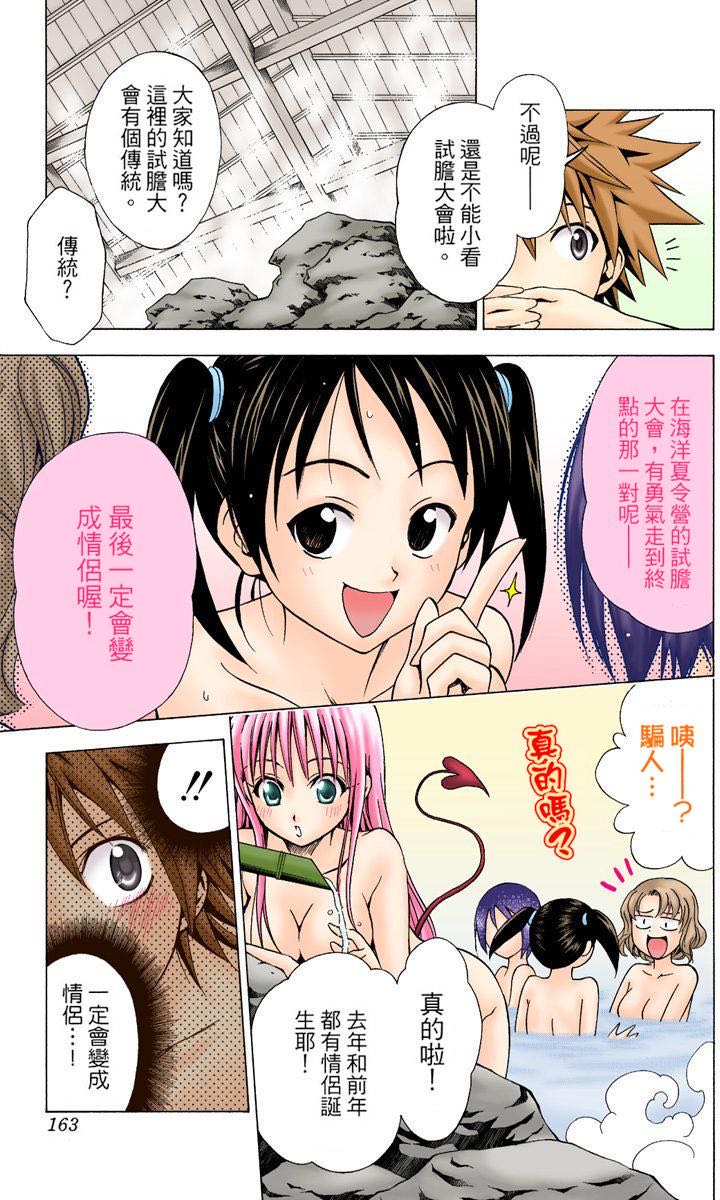 不過呢——
還是不能小看
試膽大會啦。
大家知道嗎？
這裡的試膽大
會有個傳統。
傳統？
在海洋夏令營的試膽
大會，有勇氣走到終
點的那一對呢——
最後一定會變
成情侶喔！
咦——？
騙人…
真的嗎？
真的啦！
去年和前年
都有情侶誕
生耶！
!!
一定會變成
情侶…！
163